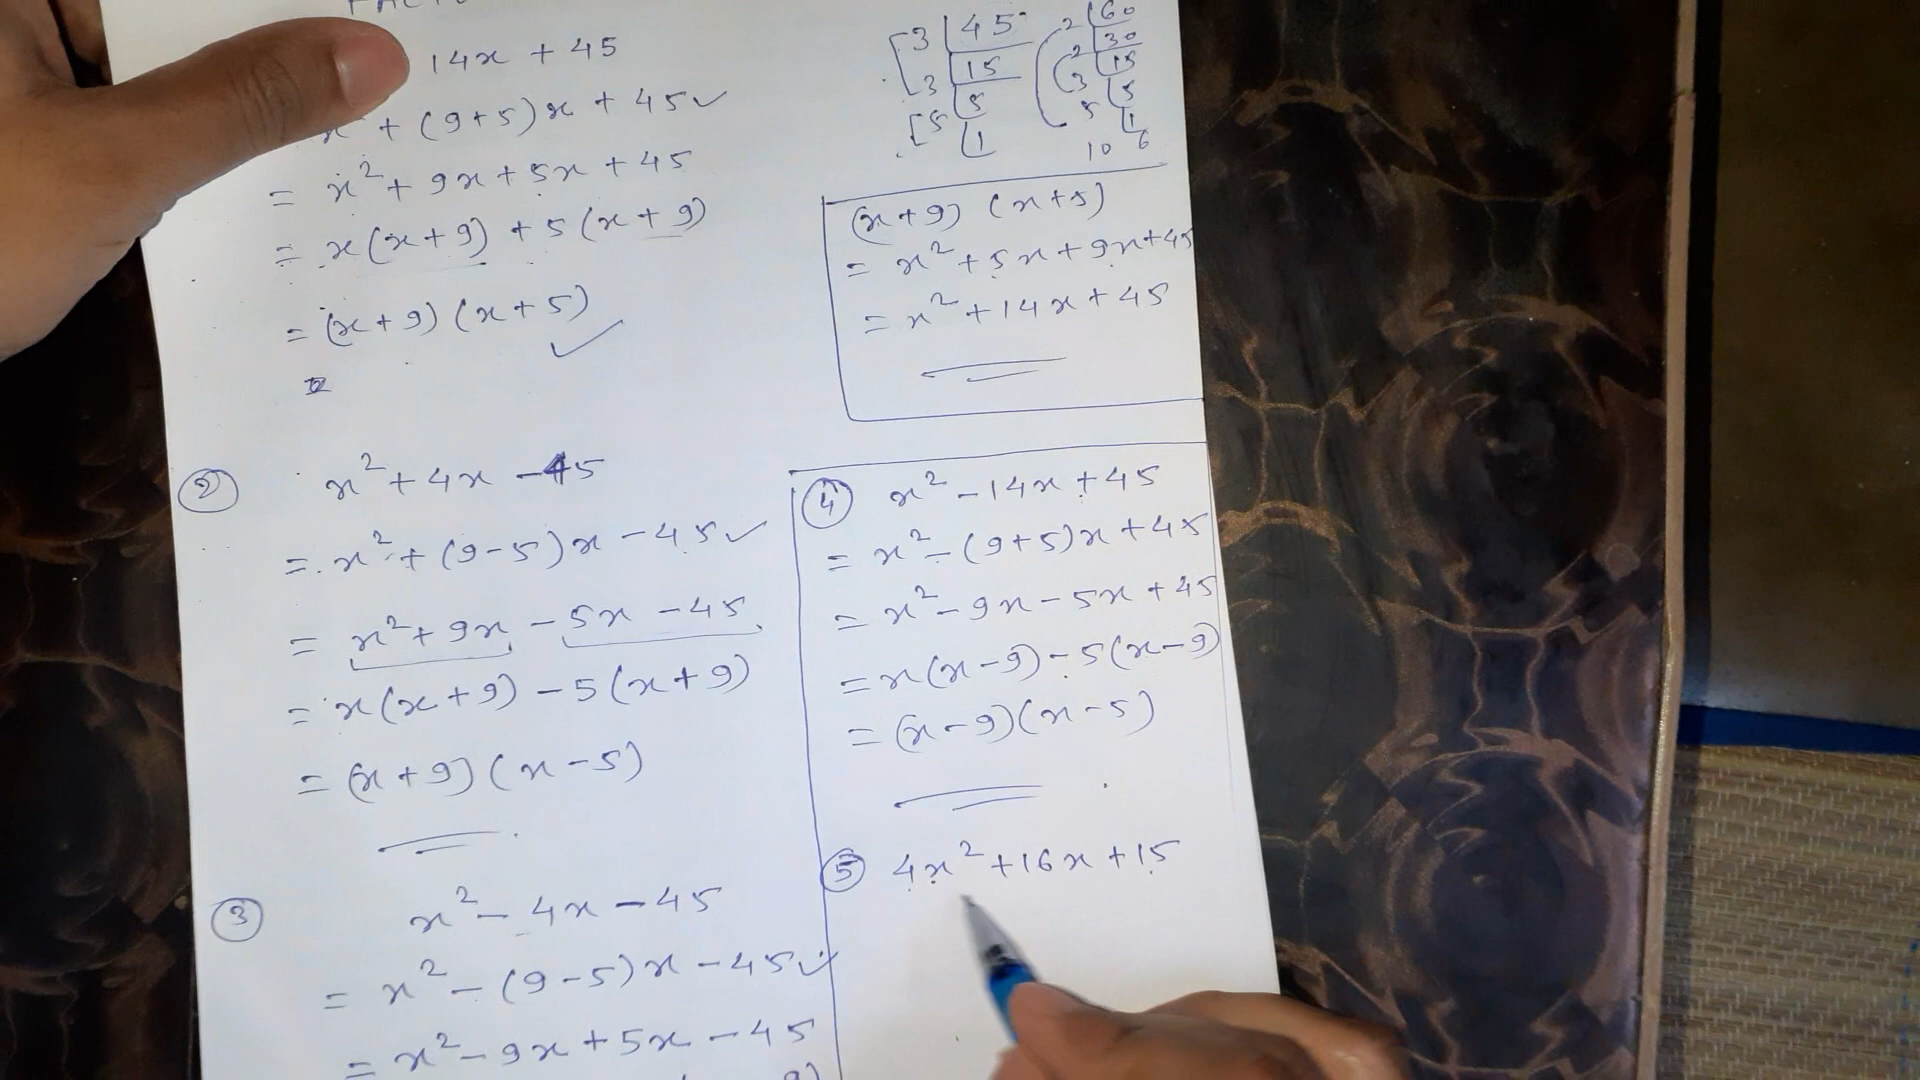 14x + 45
x² + (9+5)x + 45 ✓
= x² + 9x + 5x + 45
= x(x+9) + 5(x+9)
= (x+9)(x+5)
3 | 45
3 | 15
5 | 5
1
2 | 60
2 | 30
3 | 15
5 | 5
1
10 6
(x+9) (x+5)
= x² + 5x + 9x + 45
= x² + 14x + 45
② x² + 4x - 45
= x² + (9-5)x - 45 ✓
= x² + 9x - 5x - 45
= x(x+9) - 5(x+9)
= (x+9)(x-5)
③ x² - 4x - 45
= x² - (9-5)x - 45 ✓
= x² - 9x + 5x - 45
④ x² - 14x + 45
= x² - (9+5)x + 45
= x² - 9x - 5x + 45
= x(x-9) - 5(x-9)
= (x-9)(x-5)
⑤ 4x² + 16x + 15